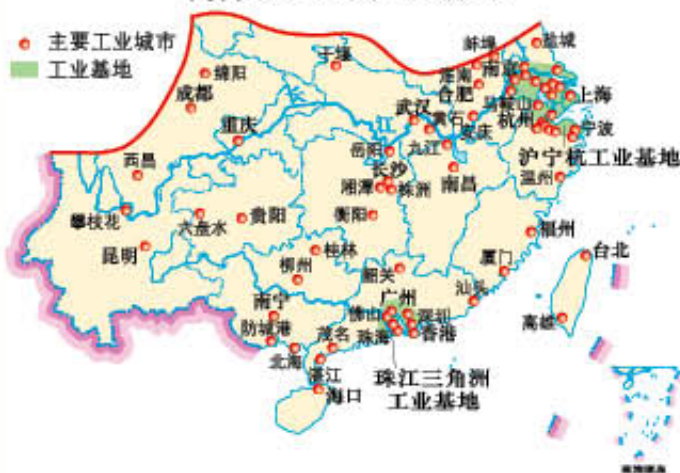 主要工业城市
工业基地
盐城
蚌埠
淮南
南京
合肥
马鞍山
上海
杭州
宁波
沪宁杭工业基地
温州
十堰
绵阳
成都
重庆
长
江
武汉
黄石
安庆
岳阳
九江
长沙
南昌
湘潭
株洲
衡阳
西昌
攀枝花
六盘水
贵阳
昆明
桂林
柳州
韶关
福州
厦门
台北
高雄
汕头
广州
佛山
深圳
珠海
香港
南宁
防城港
北海
茂名
湛江
海口
珠江三角洲
工业基地